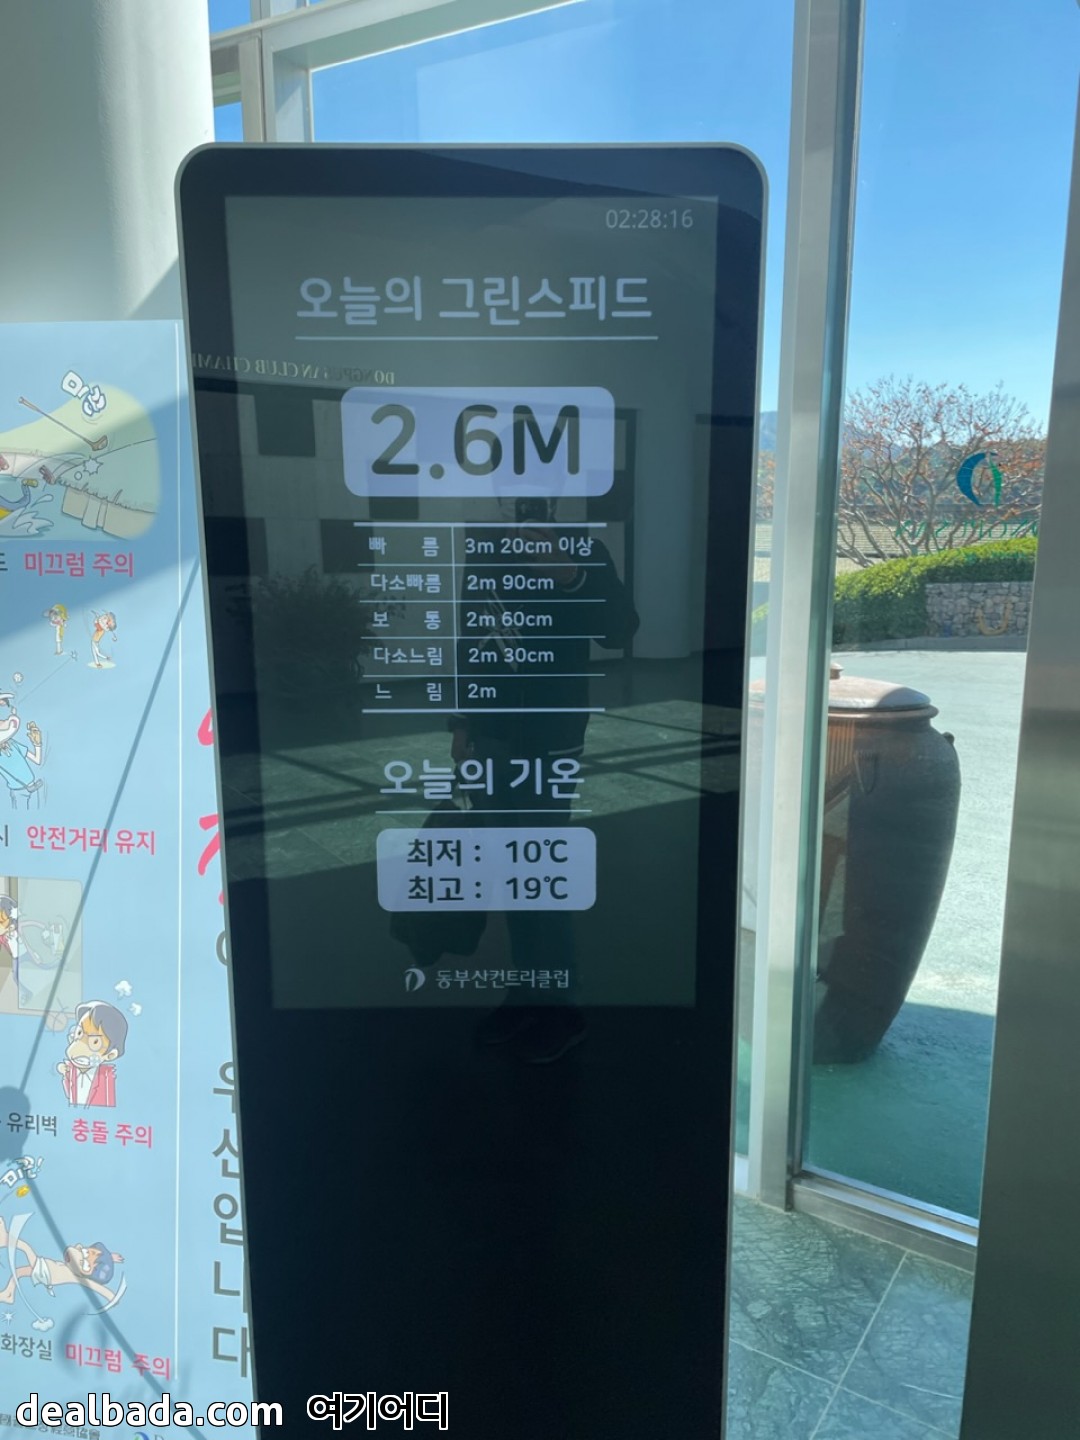 02:28:16
오늘의 그린스피드
2.6M
빠 름 3m 20cm 이상
다소빠름 2m 90cm
보 통 2m 60cm
다소느림 2m 30cm
느 림 2m
오늘의 기온
최저 : 10℃
최고 : 19℃
동부산컨트리클럽
미끄럼 주의
안전거리 유지
유리벽 충돌 주의
화장실 미끄럼 주의
dealbada.com 여기어디